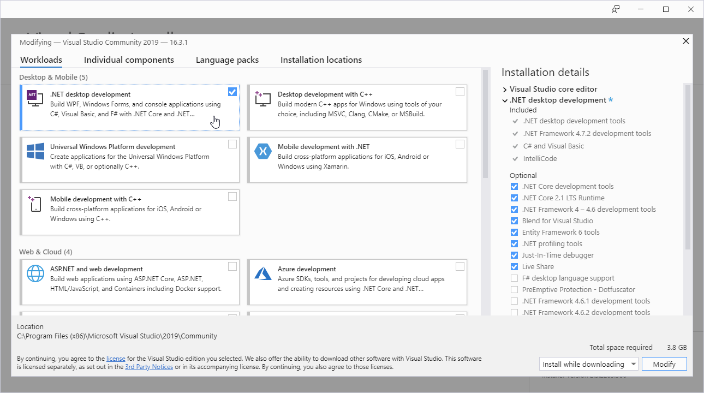 Modifying — Visual Studio Community 2019 — 16.3.1
Workloads
Individual components
Language packs
Installation locations
Desktop & Mobile (5)
.NET desktop development
Build WPF, Windows Forms, and console applications using
C#, Visual Basic, and F# with .NET Core and .NET...
Desktop development with C++
Build modern C++ apps for Windows using tools of your
choice, including MSVC, Clang, CMake, or MSBuild.
Universal Windows Platform development
Create applications for the Universal Windows Platform
with C#, VB, or optionally C++.
Mobile development with .NET
Build cross-platform applications for iOS, Android or
Windows using Xamarin.
Mobile development with C++
Build cross-platform applications for iOS, Android or
Windows using C++.
Web & Cloud (4)
ASP.NET and web development
Build web applications using ASP.NET Core, ASP.NET,
HTML/JavaScript, and Containers including Docker support.
Azure development
Azure SDKs, tools, and projects for developing cloud apps
and creating resources using .NET Core and .NET...
Installation details
Visual Studio core editor
.NET desktop development *
Included
.NET desktop development tools
.NET Framework 4.7.2 development tools
C# and Visual Basic
IntelliCode
Optional
.NET Core development tools
.NET Core 2.1 LTS Runtime
.NET Framework 4 – 4.6 development tools
Blend for Visual Studio
Entity Framework 6 tools
.NET profiling tools
Just-In-Time debugger
Live Share
F# desktop language support
PreEmptive Protection - Dotfuscator
.NET Framework 4.6.1 development tools
.NET Framework 4.6.2 development tools
Location
C:\Program Files (x86)\Microsoft Visual Studio\2019\Community
Total space required 3.8 GB
By continuing, you agree to the license for the Visual Studio edition you selected. We also offer the ability to download other software with Visual Studio. This software
is licensed separately, as set out in the 3rd Party Notices or in its accompanying license. By continuing, you also agree to those licenses.
Install while downloading
Modify